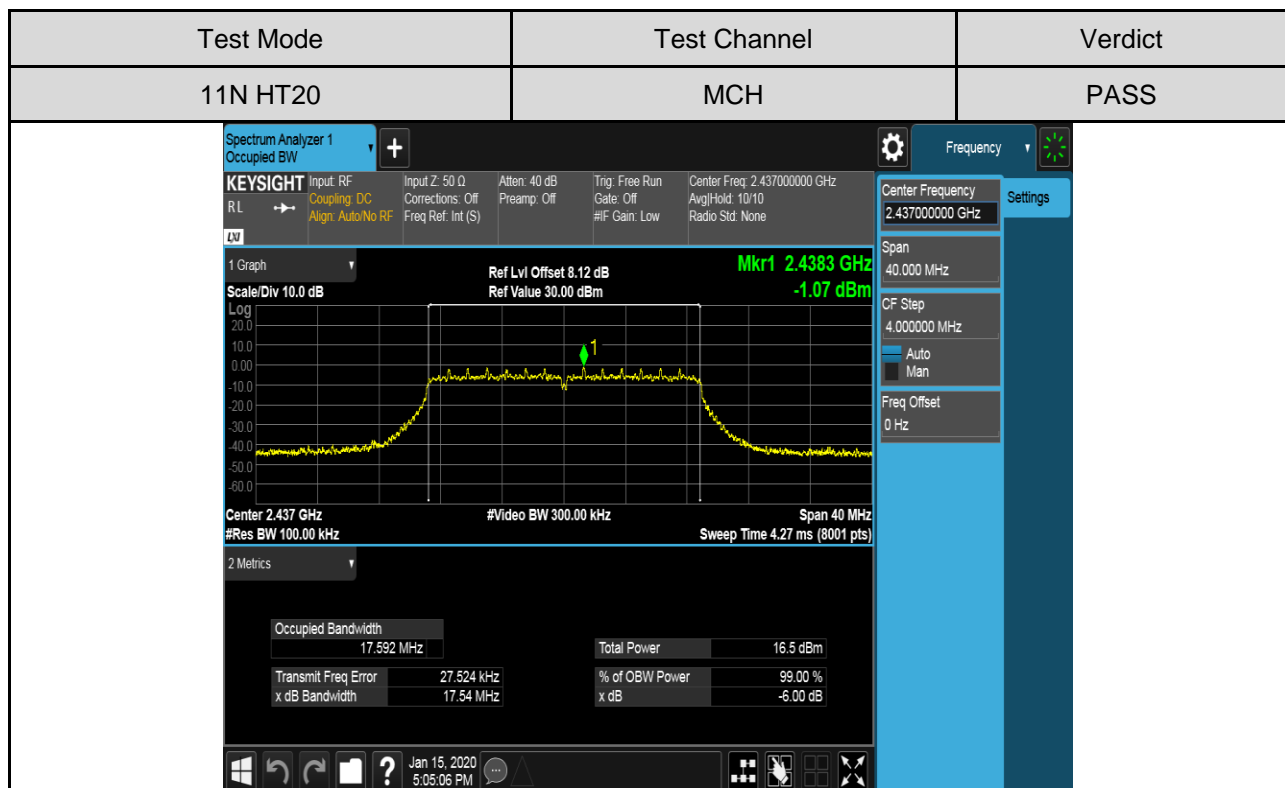 Test Mode Test Channel Verdict
11N HT20 MCH PASS
Spectrum Analyzer 1
Occupied BW
+
Frequency
KEYSIGHT Input: RF Input Z: 50 Ω Atten: 40 dB Trig: Free Run Center Freq: 2.437000000 GHz
RL Coupling: DC Corrections: Off Preamp: Off Gate: Off Avg|Hold: 10/10
Align: Auto/No RF Freq Ref: Int (S) #IF Gain: Low Radio Std: None
LXI
Center Frequency
2.437000000 GHz
Settings
Span
40.000 MHz
CF Step
4.000000 MHz
Auto
Man
Freq Offset
0 Hz
1 Graph Ref Lvl Offset 8.12 dB Mkr1 2.4383 GHz
Scale/Div 10.0 dB Ref Value 30.00 dBm -1.07 dBm
Log
20.0
10.0
0.00
-10.0
-20.0
-30.0
-40.0
-50.0
-60.0
1
Center 2.437 GHz #Video BW 300.00 kHz Span 40 MHz
#Res BW 100.00 kHz Sweep Time 4.27 ms (8001 pts)
2 Metrics
Occupied Bandwidth
17.592 MHz Total Power 16.5 dBm
Transmit Freq Error 27.524 kHz % of OBW Power 99.00 %
x dB Bandwidth 17.54 MHz x dB -6.00 dB
? Jan 15, 2020
5:05:06 PM